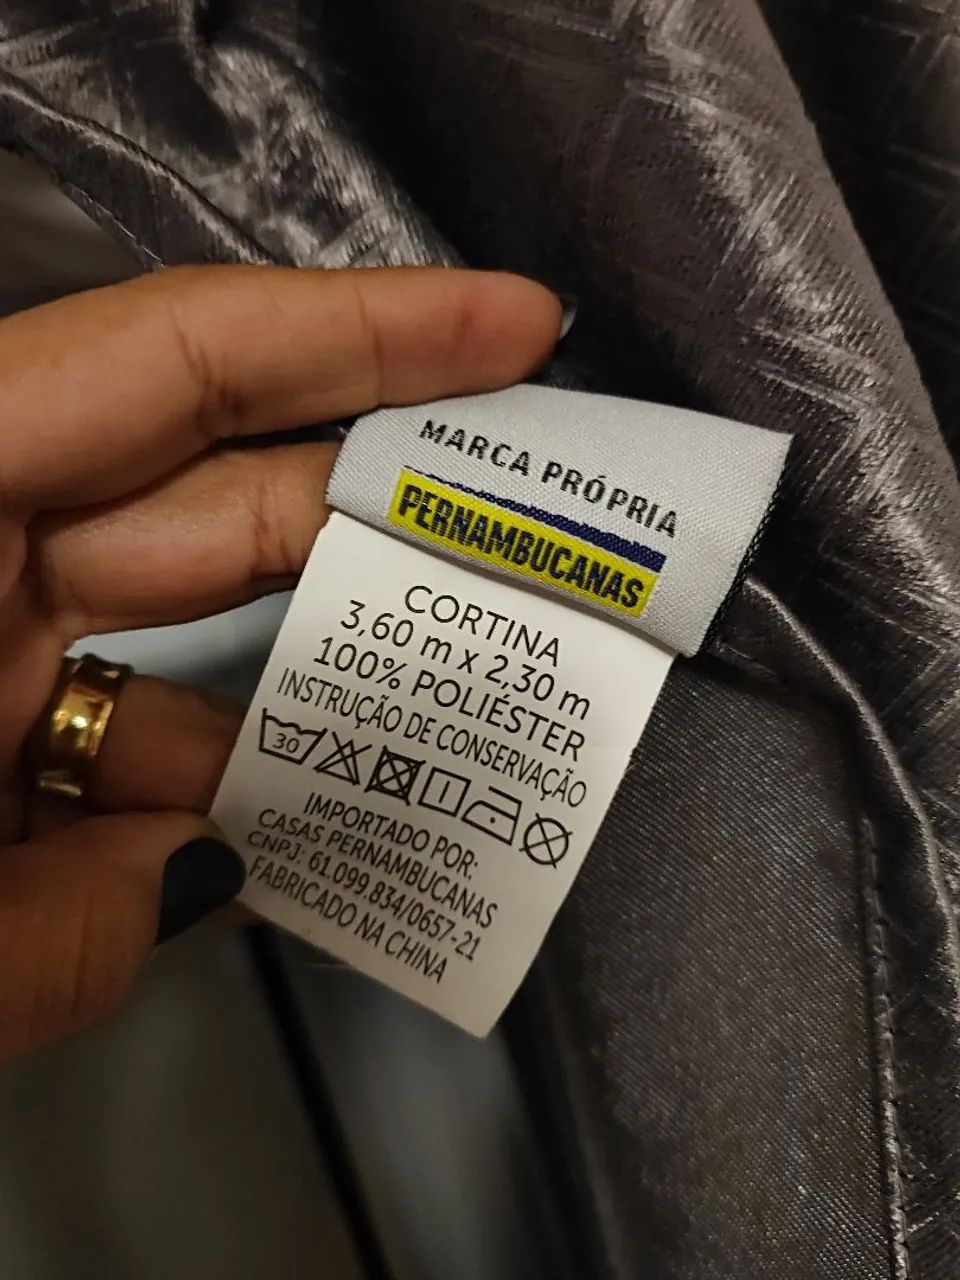 MARCA PRÓPRIA
PERNAMBUCANAS
CORTINA
3,60 m x 2,30 m
100% POLIÉSTER
INSTRUÇÃO DE CONSERVAÇÃO
30
IMPORTADO POR:
CASAS PERNAMBUCANAS
CNPJ: 61.099.834/0657-21
FABRICADO NA CHINA